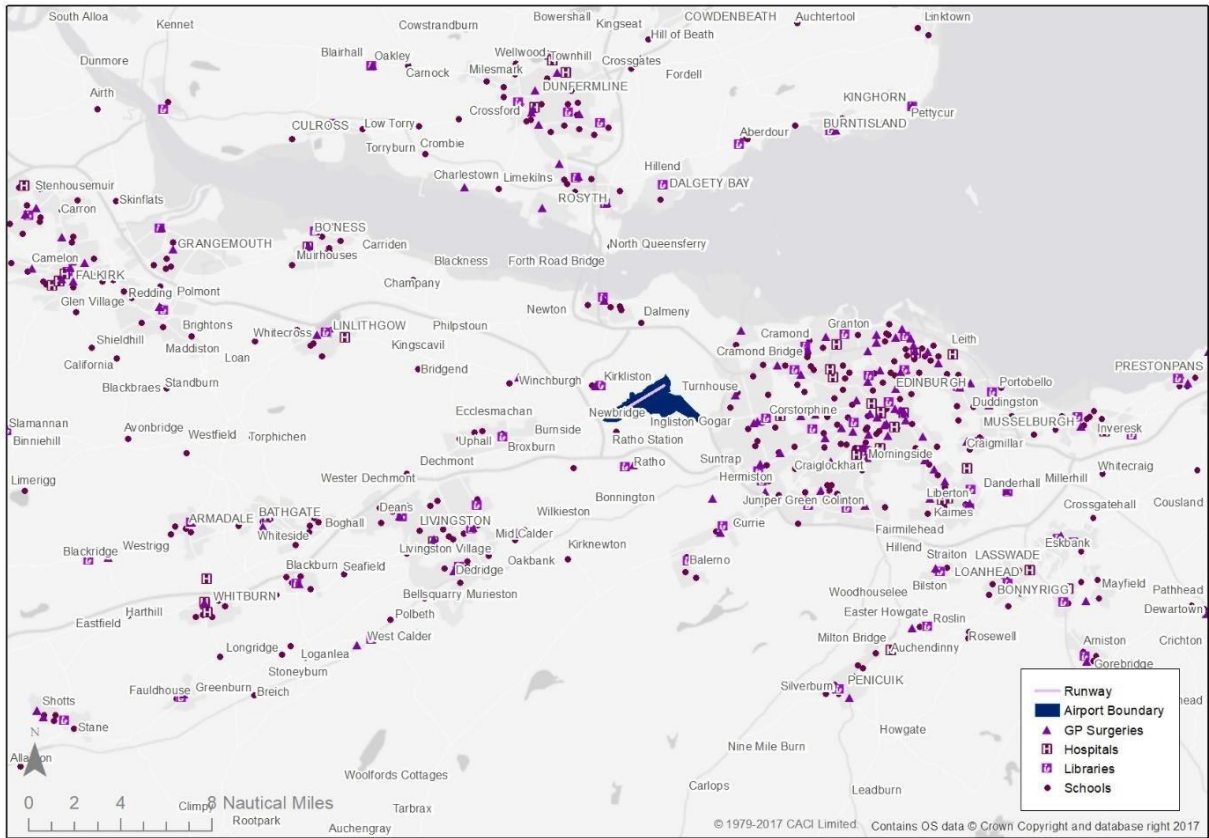 South Alloa
Kennet
Cowstrandburn
Bowershall
Kingseat
COWDENBEATH
Auchtertool
Linktown
Hill of Beath
Dunmore
Blairhall
Oakley
Carnock
Wellwood
Townhill
Milesmark
Crossgates
Fordell
Airth
DUNFERMLINE
Crossford
KINGHORN
Pettycur
CULROSS
Low Torry
Torryburn
Crombie
Aberdour
BURNTISLAND
Charlestown
Limekilns
Hillend
DALGETY BAY
ROSYTH
Stenhousemuir
Carron
Skinflats
BO'NESS
Carriden
Muirhouses
GRANGEMOUTH
North Queensferry
Camelon
FALKIRK
Blackness
Forth Road Bridge
Champany
Glen Village
Redding
Polmont
Newton
Dalmeny
Brightons
Whitecross
LINLITHGOW
Philpstoun
Cramond
Granton
Leith
Shieldhill
Maddiston
Loan
Kingscavil
Cramond Bridge
California
Bridgend
Blackbraes
Standburn
Winchburgh
Kirkliston
Turnhouse
EDINBURGH
Portobello
PRESTONPANS
Duddingston
Slamannan
Binniehill
Avonbridge
Westfield
Torphichen
Ecclesmachan
Uphall
Burnside
Broxburn
Newbridge
Ingliston
Gogar
Ratho Station
Corstorphine
MUSSELBURGH
Inveresk
Craigmillar
Limerigg
Wester Dechmont
Dechmont
Ratho
Suntrap
Hermiston
Craiglockhart
Morningside
Whitecraig
Bonnington
Juniper Green
Colinton
Liberton
Kaimes
Danderhall
Millerhill
Crossgatehall
Cousland
ARMADALE
BATHGATE
Boghall
Whiteside
Deans
LIVINGSTON
Mid Calder
Wilkieston
Currie
Fairmilehead
Hillend
Straiton
Eskbank
Westrigg
Blackridge
Livingston Village
Oakbank
Kirknewton
LASSWADE
LOANHEAD
Blackburn
Seafield
Dedridge
Balerno
Bilston
BONNYRIGG
Mayfield
Pathhead
Bellsquarry
Murieston
Woodhouselee
Harthill
WHITBURN
Eastfield
Polbeth
Easter Howgate
Roslin
Dewartown
Milton Bridge
Rosewell
Auchendinny
Arniston
Crichton
Gorebridge
Longridge
Loganlea
West Calder
Stoneyburn
Fauldhouse
Greenburn
Breich
Silverburn
PENICUIK
Shotts
Stane
Howgate
Nine Mile Burn
Woolfords Cottages
Carlops
Leadburn
Climpy
Rootpark
Tarbrax
Auchengray
N
0 2 4 8 Nautical Miles
Runway
Airport Boundary
GP Surgeries
Hospitals
Libraries
Schools
© 1979-2017 CACI Limited. Contains OS data © Crown Copyright and database right 2017